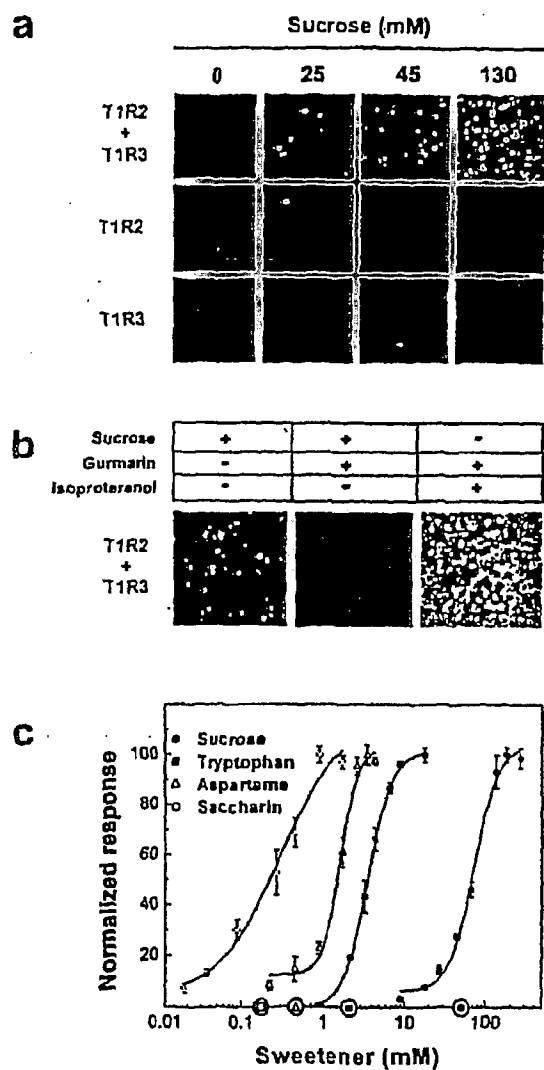 a
Sucrose (mM)
0 25 45 130
T1R2
+
T1R3
T1R2
T1R3
b
Sucrose + + -
Gurmarin - + +
Isoproteranol - - +
T1R2
+
T1R3
c
Sucrose
Tryptophan
Aspartame
Saccharin
Normalized response
100
80
60
40
20
0.01 0.1 1 10 100
Sweetener (mM)